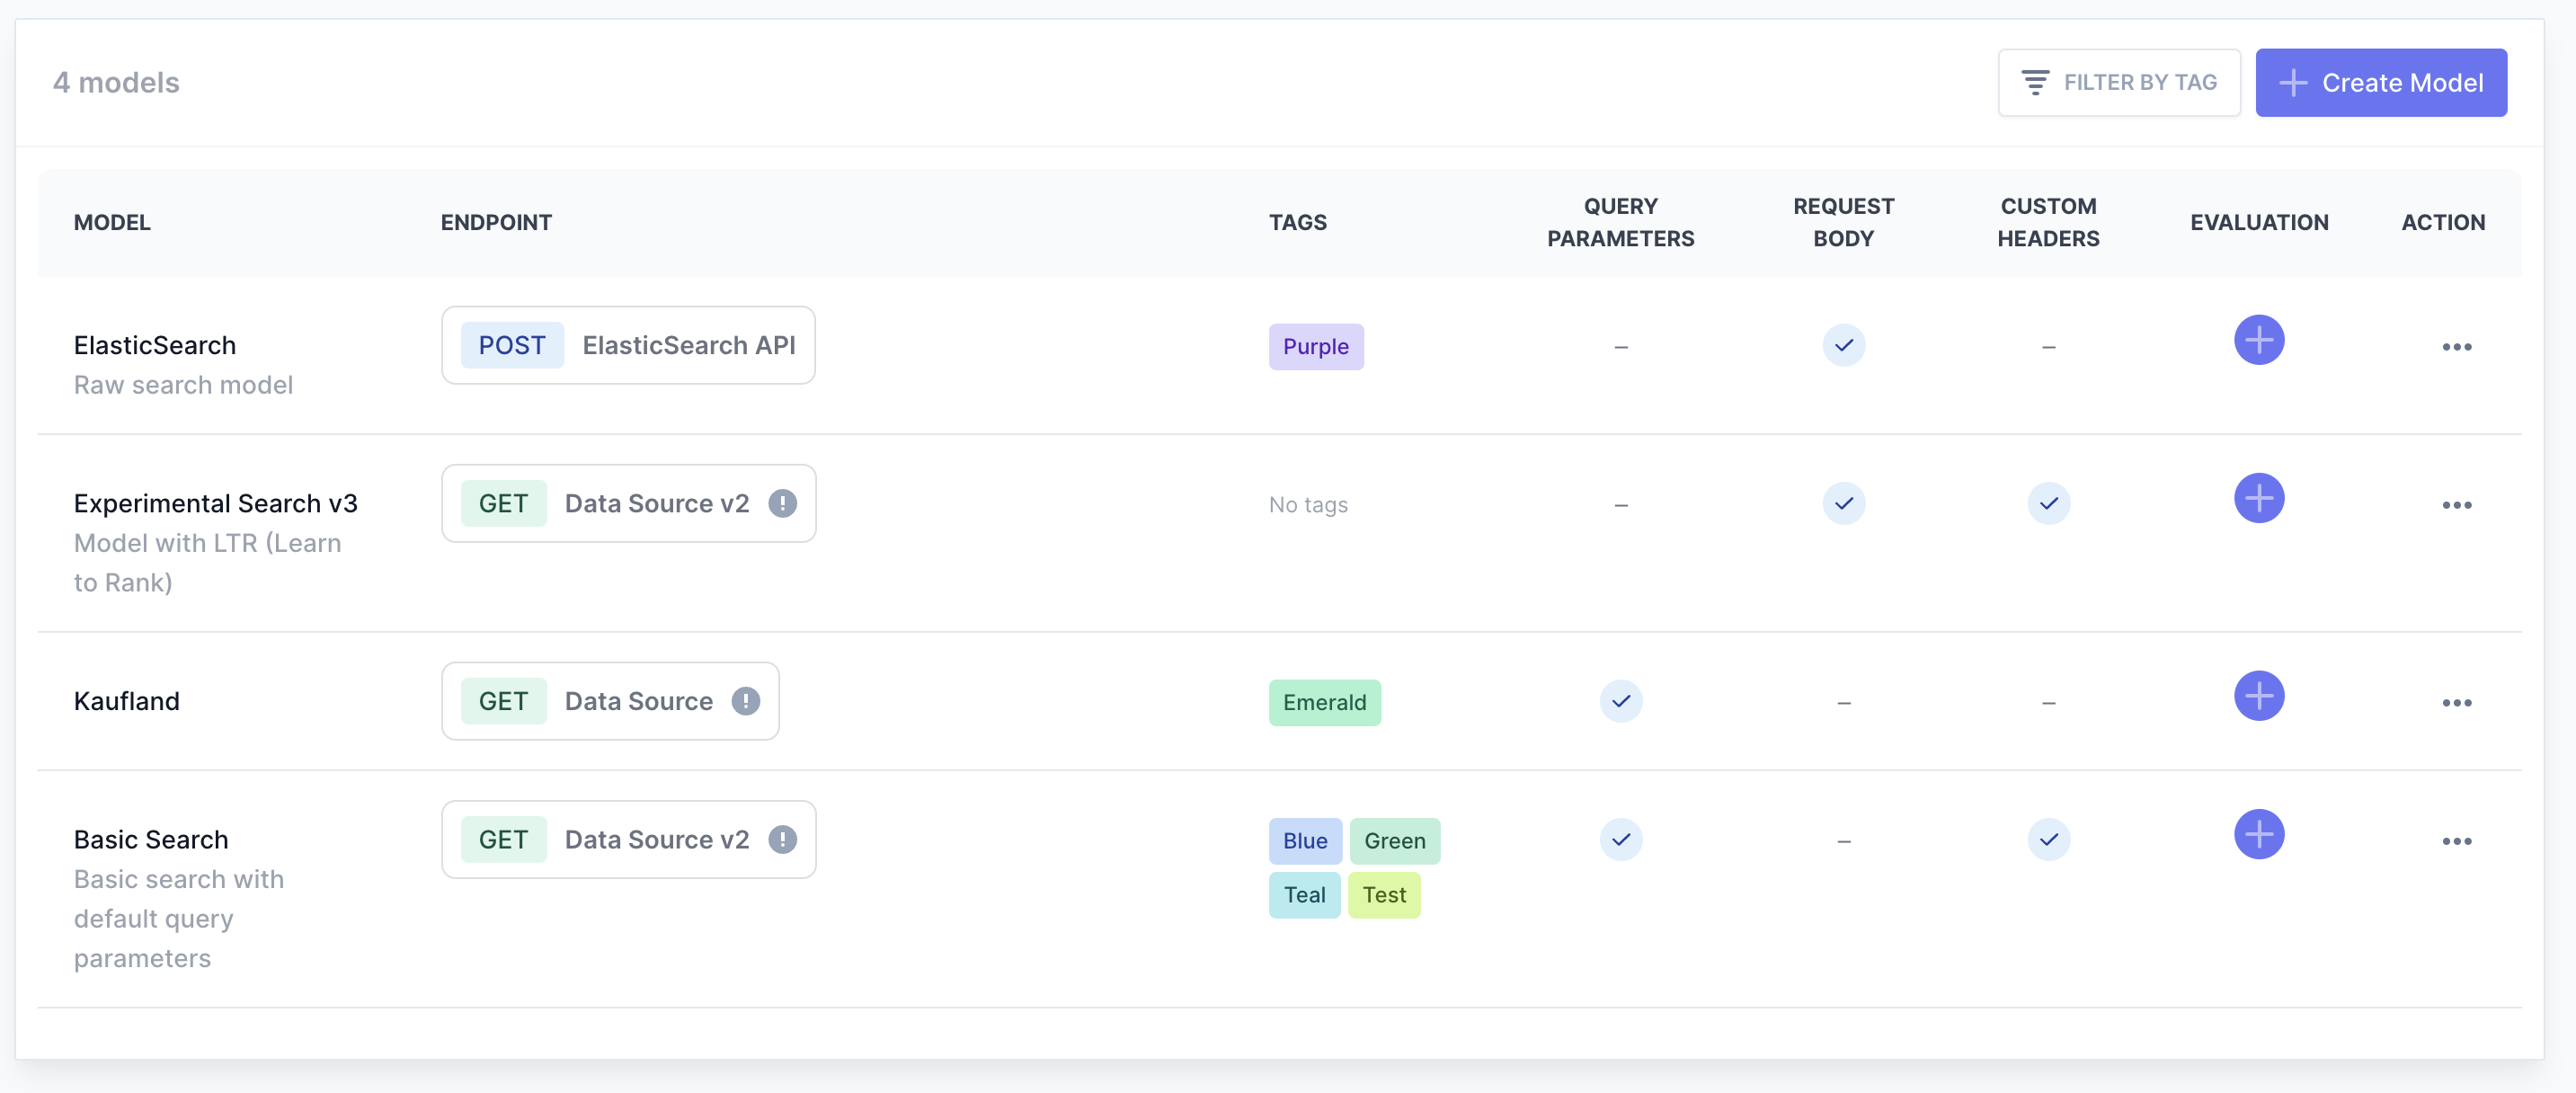 4 models
FILTER BY TAG
Create Model
MODEL
ENDPOINT
TAGS
QUERY
PARAMETERS
REQUEST
BODY
CUSTOM
HEADERS
EVALUATION
ACTION
ElasticSearch
Raw search model
POST ElasticSearch API
Purple
–
–
Experimental Search v3
Model with LTR (Learn
to Rank)
GET Data Source v2
No tags
–
Kaufland
GET Data Source
Emerald
–
–
Basic Search
Basic search with
default query
parameters
GET Data Source v2
Blue Green
Teal Test
–